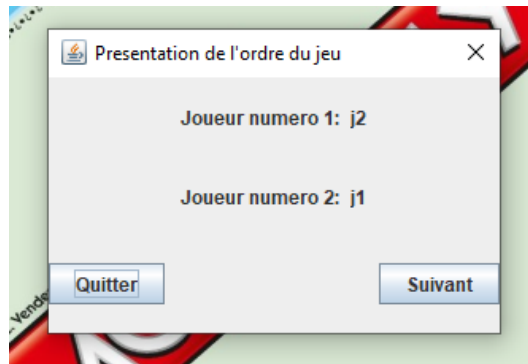 Presentation de l'ordre du jeu
Joueur numero 1: j2
Joueur numero 2: j1
Quitter
Suivant